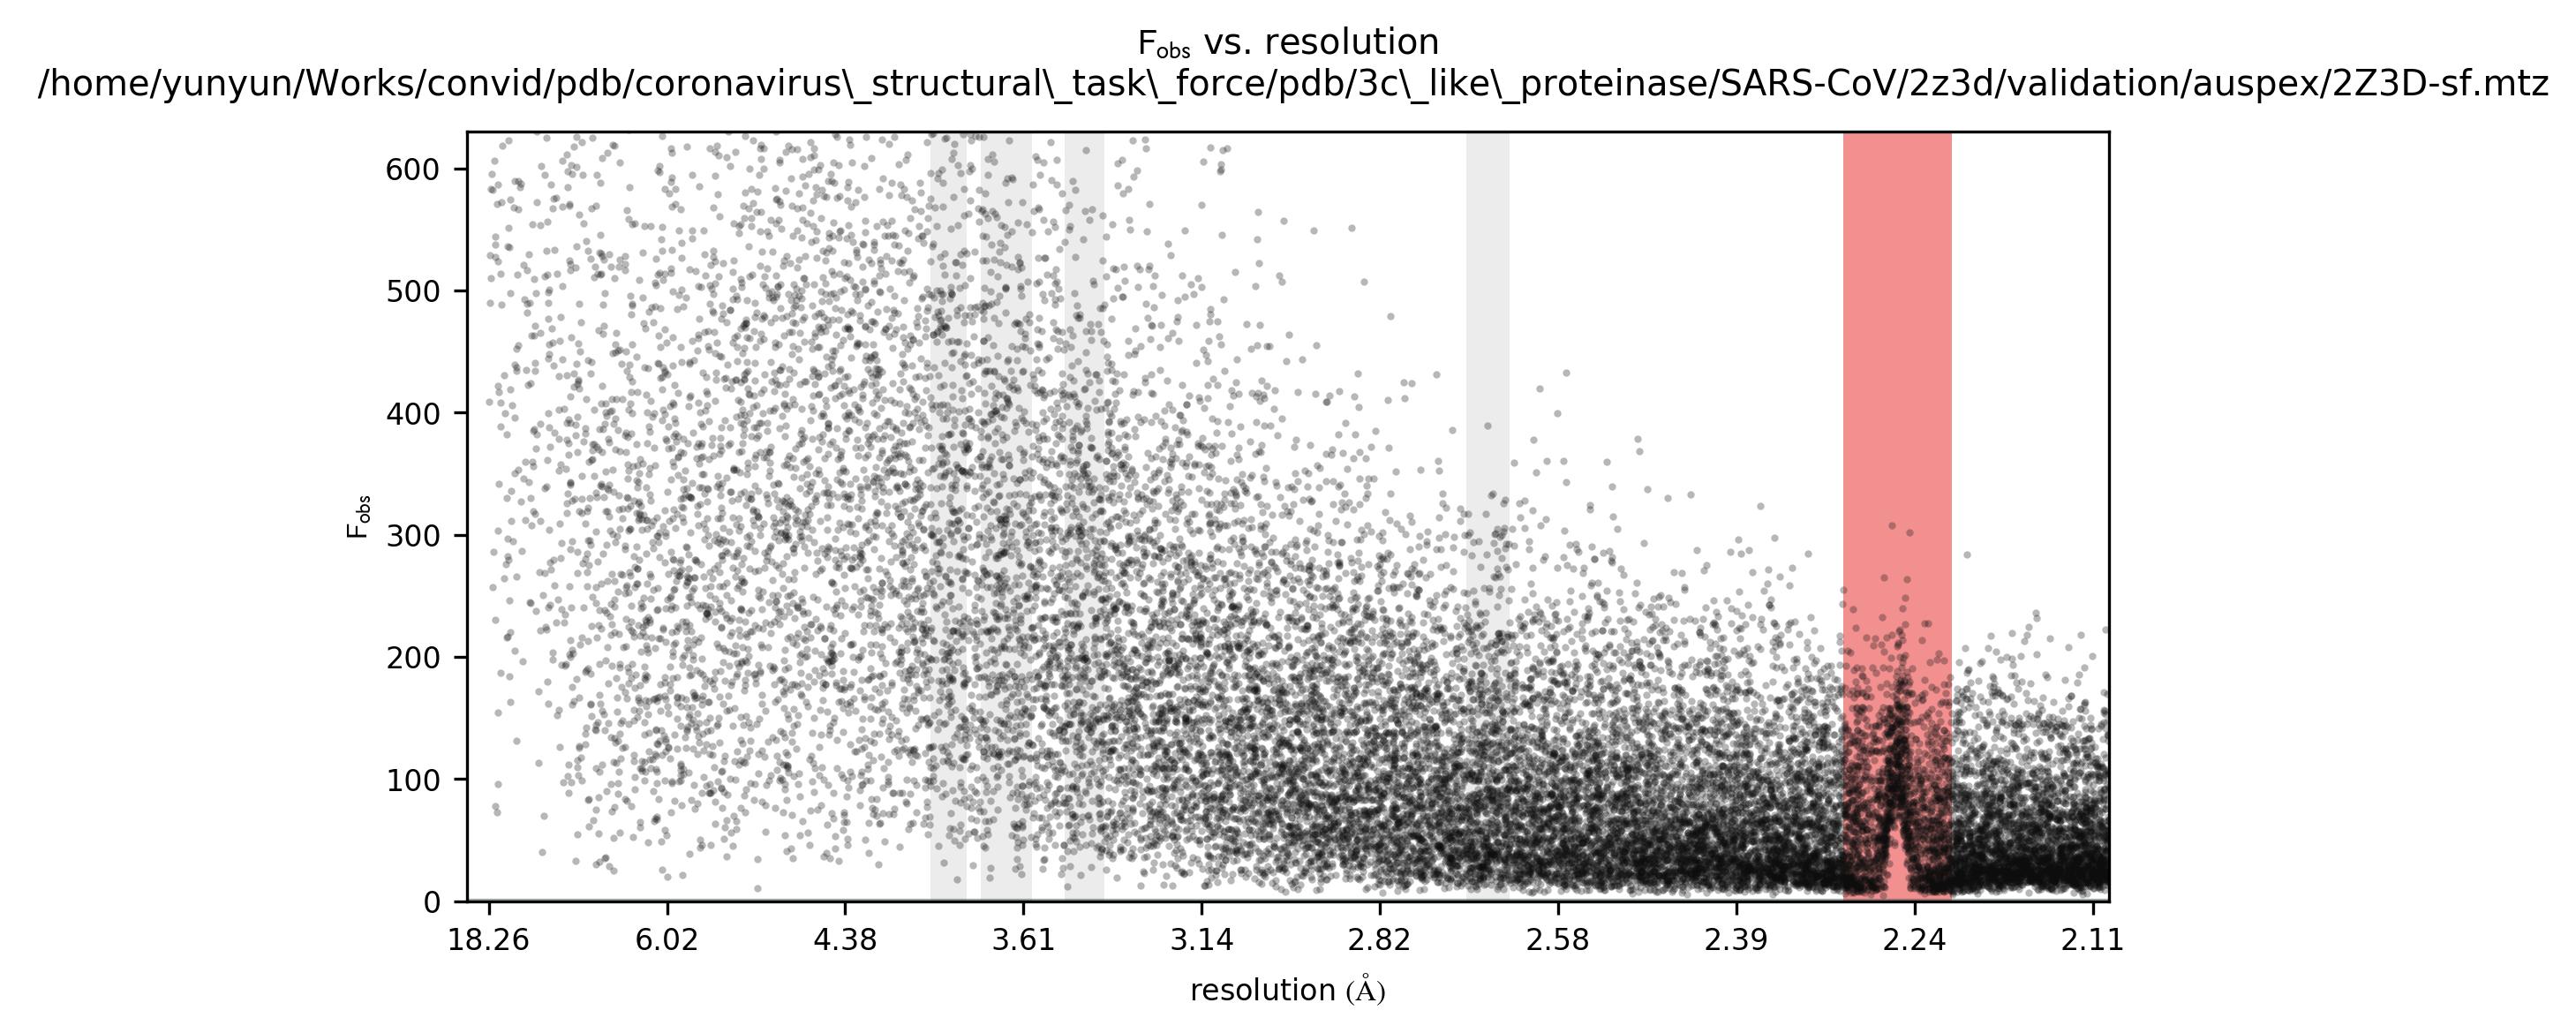 Fobs vs. resolution
/home/yunyun/Works/convid/pdb/coronavirus\_structural\_task\_force/pdb/3c\_like\_proteinase/SARS-CoV/2z3d/validation/auspex/2Z3D-sf.mtz
600
500
400
300
200
100
0
Fobs
18.26 6.02 4.38 3.61 3.14 2.82 2.58 2.39 2.24 2.11
resolution (Å)